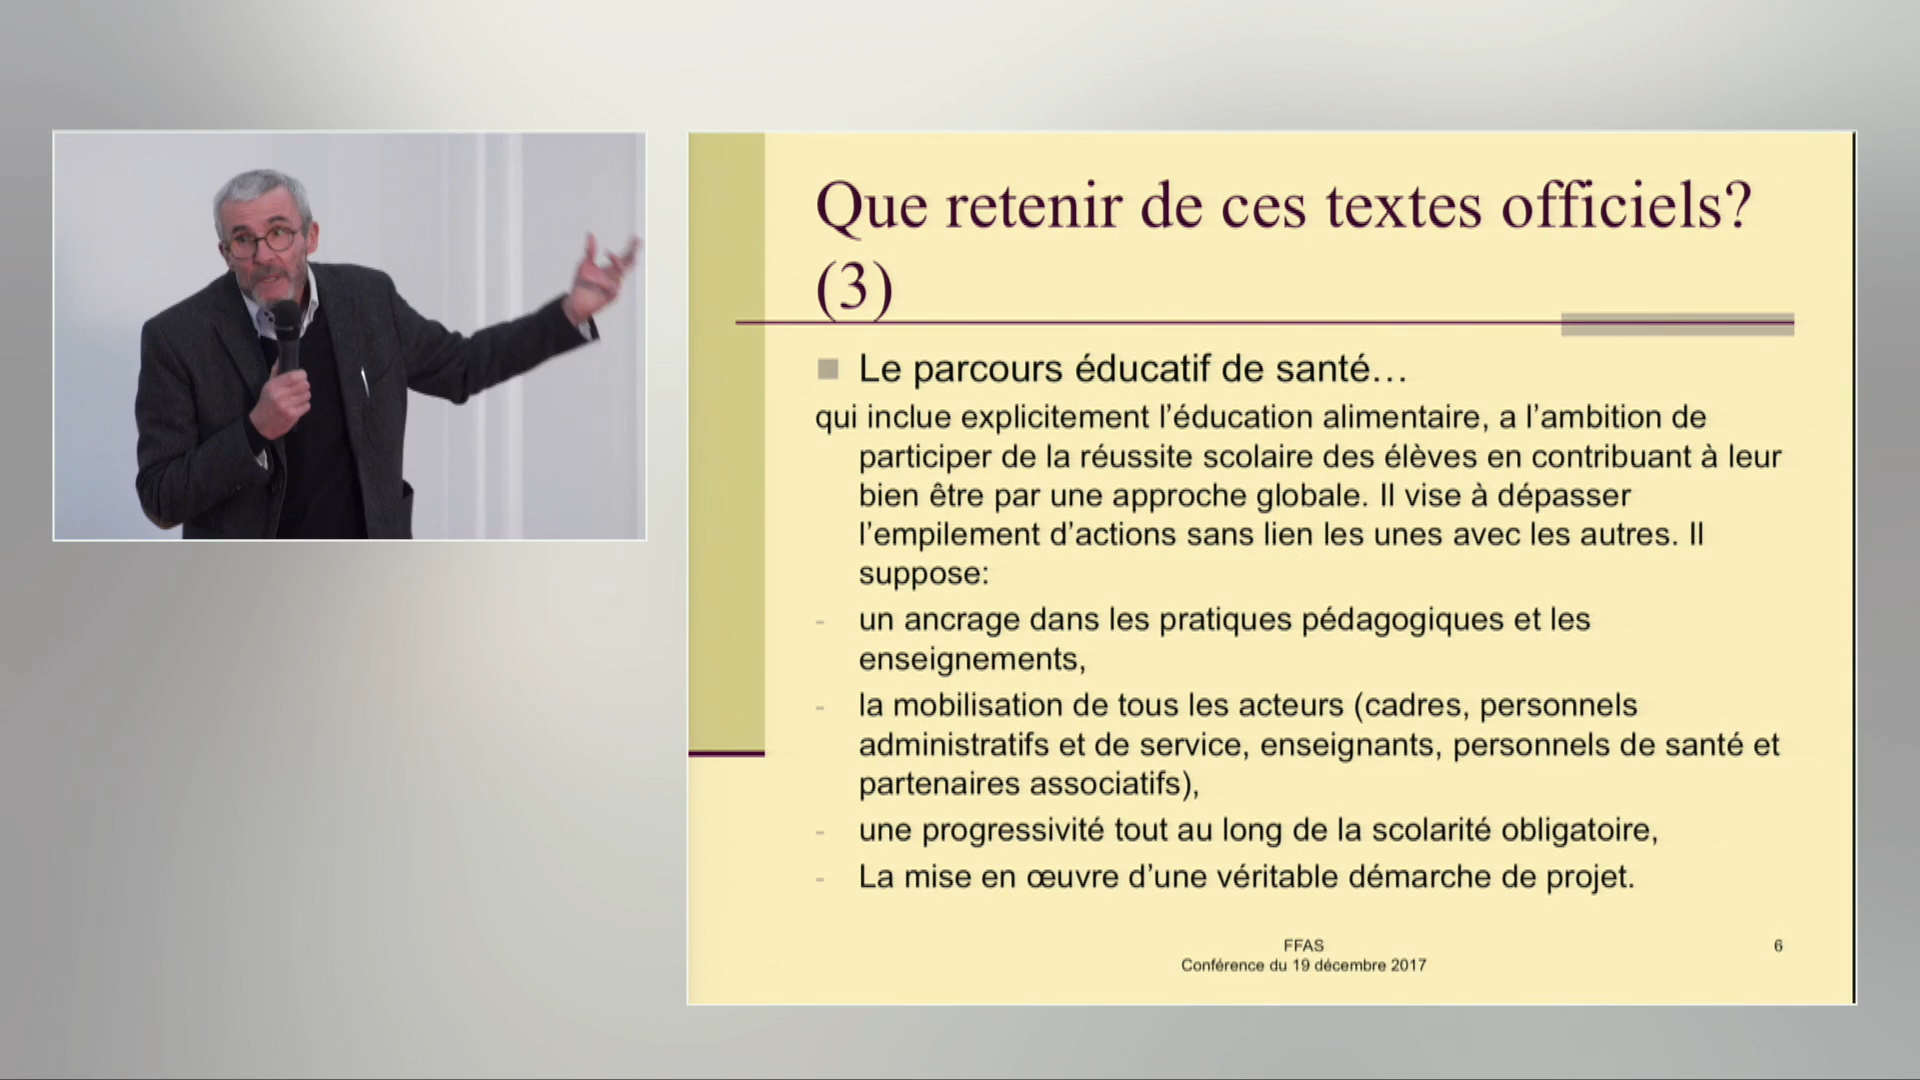 Que retenir de ces textes officiels?
(3)
Le parcours éducatif de santé…
qui inclue explicitement l’éducation alimentaire, a l’ambition de
participer de la réussite scolaire des élèves en contribuant à leur
bien être par une approche globale. Il vise à dépasser
l’empilement d’actions sans lien les unes avec les autres. Il
suppose:
- un ancrage dans les pratiques pédagogiques et les
enseignements,
- la mobilisation de tous les acteurs (cadres, personnels
administratifs et de service, enseignants, personnels de santé et
partenaires associatifs),
- une progressivité tout au long de la scolarité obligatoire,
- La mise en œuvre d’une véritable démarche de projet.
FFAS
Conférence du 19 décembre 2017
6